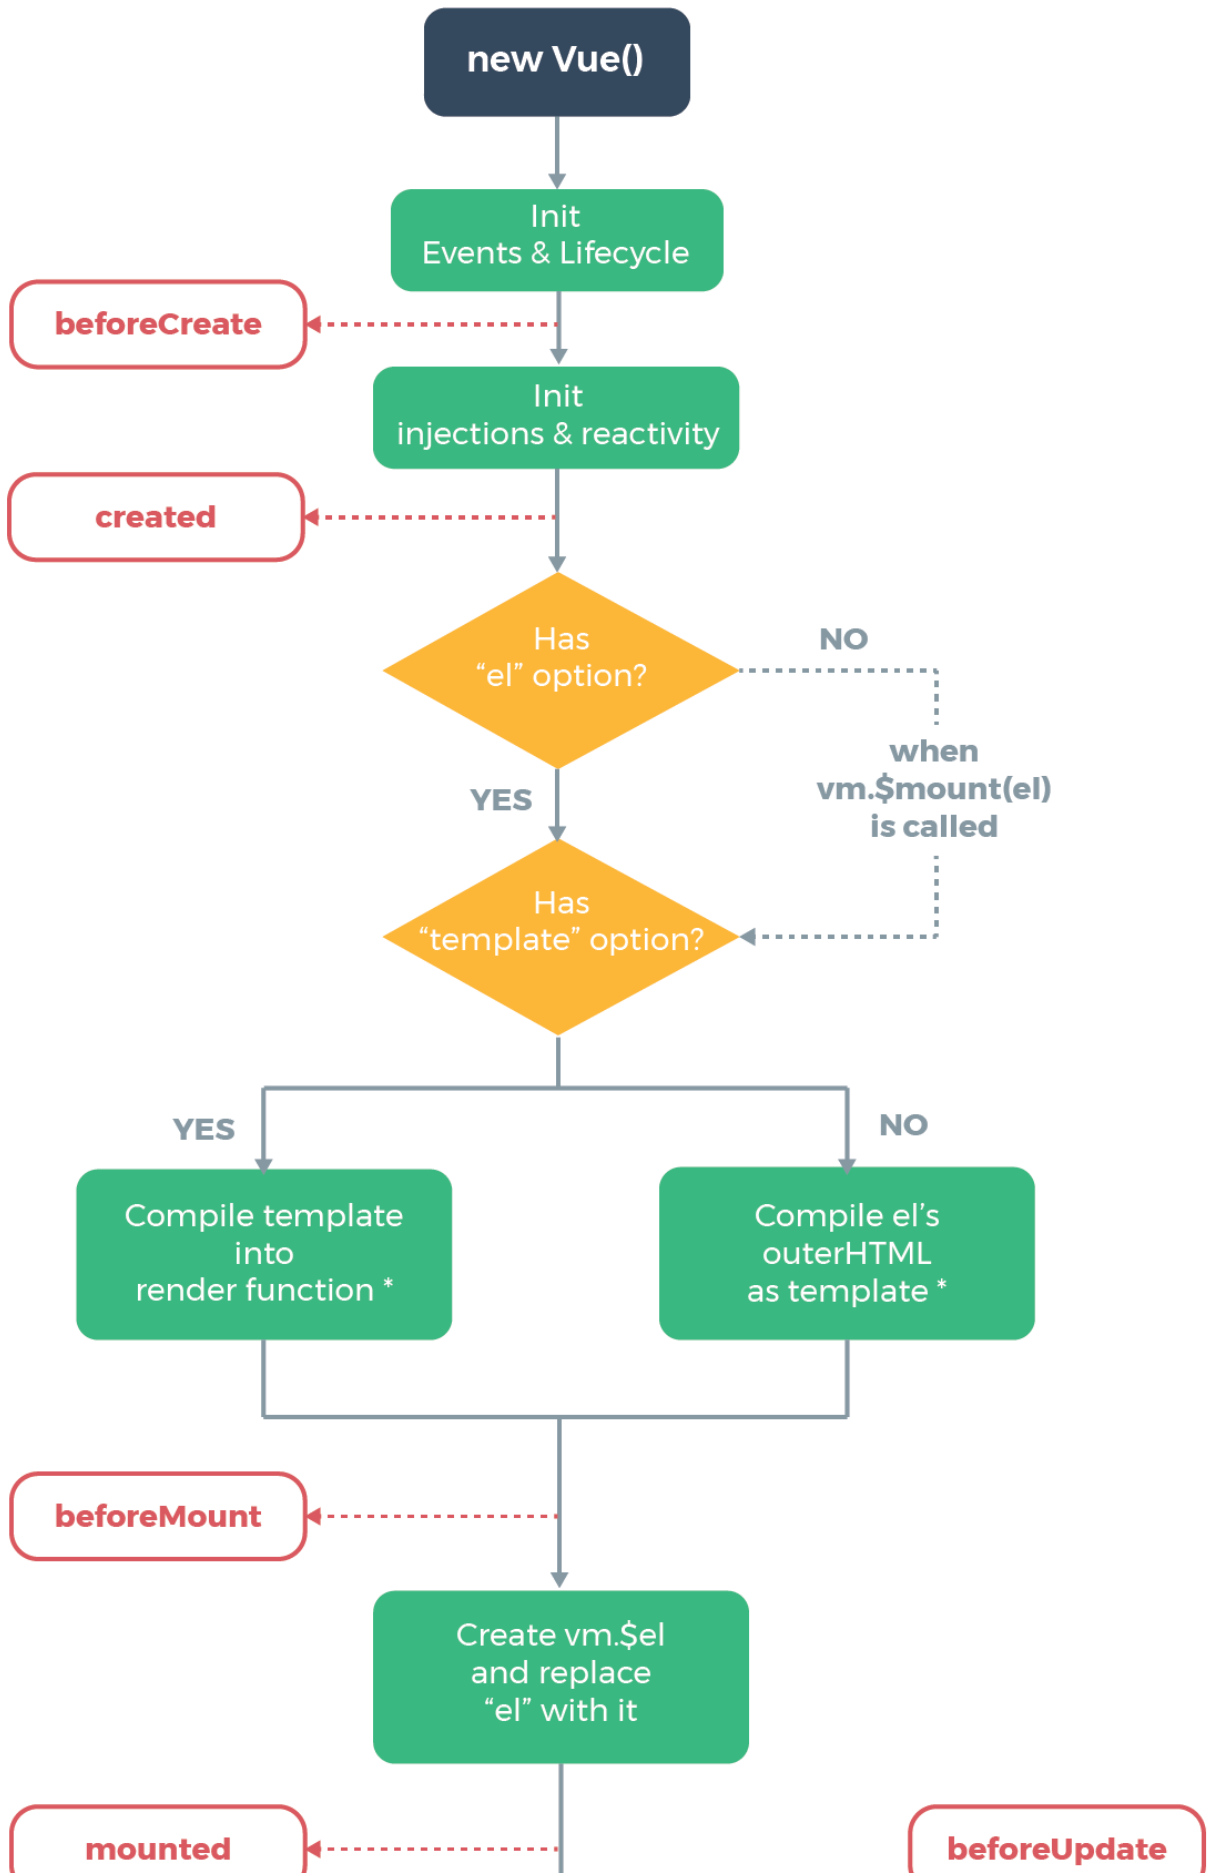 new Vue()
Init
Events & Lifecycle
beforeCreate
Init
injections & reactivity
created
Has
“el” option?
NO
when
vm.$mount(el)
is called
YES
Has
“template” option?
YES
NO
Compile template
into
render function *
Compile el’s
outerHTML
as template *
beforeMount
Create vm.$el
and replace
“el” with it
mounted
beforeUpdate